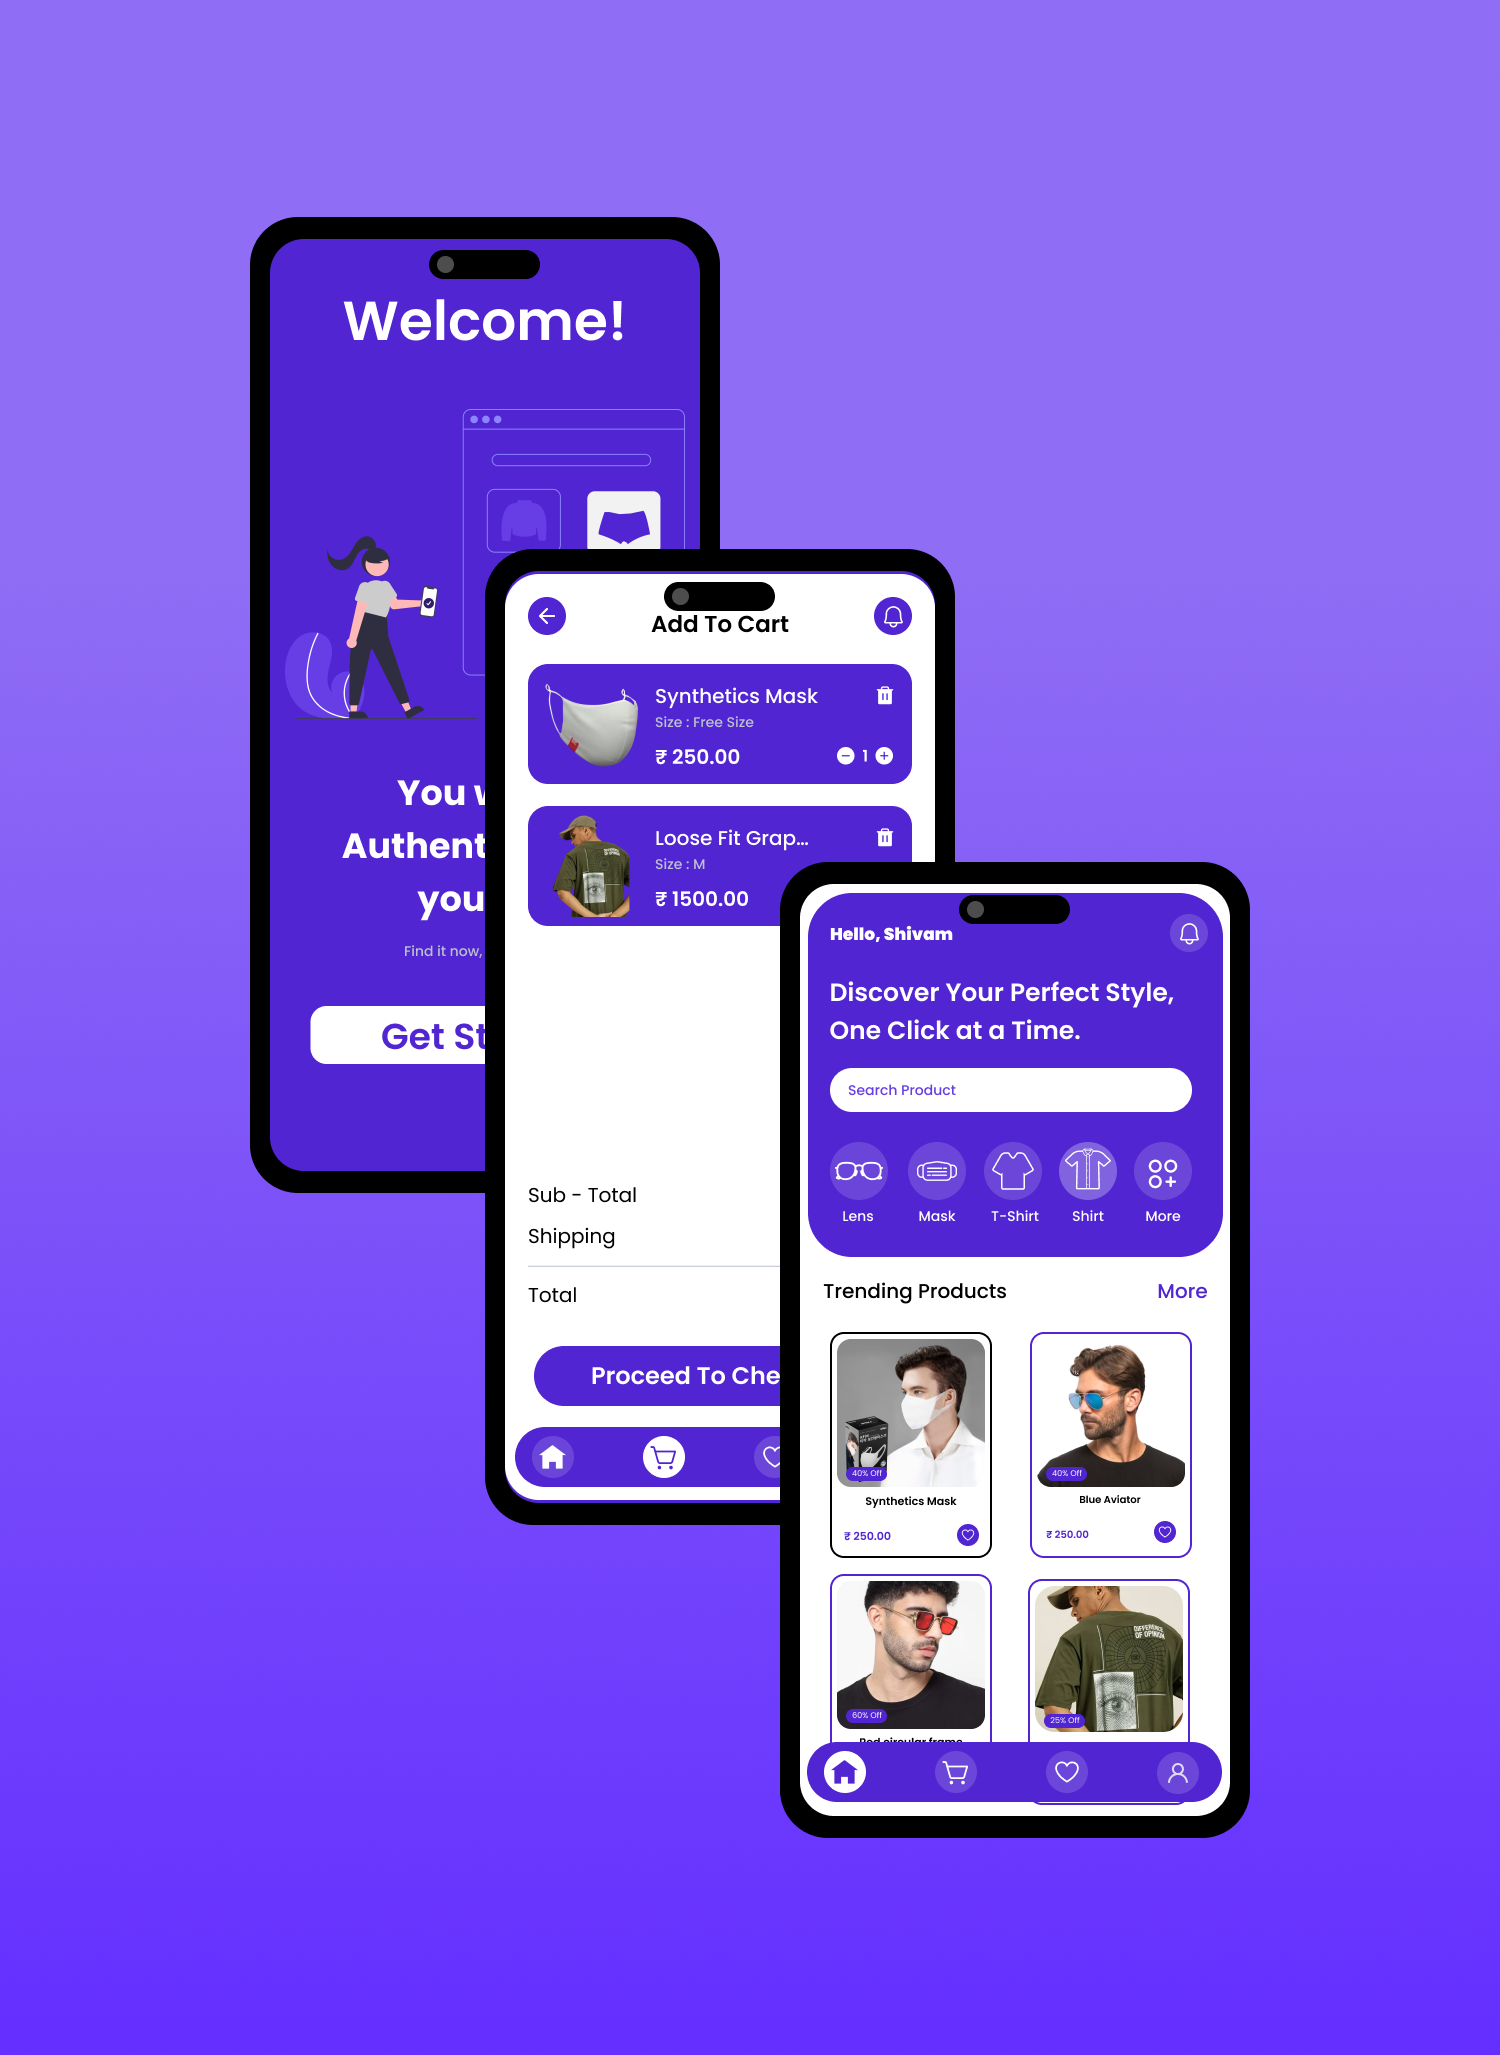 Welcome!
You
Authent
you
Find it now,
Get St
Add To Cart
Synthetics Mask
Size : Free Size
₹ 250.00
1
Loose Fit Grap...
Size : M
₹ 1500.00
Sub - Total
Shipping
Total
Proceed To Che
Hello, Shivam
Discover Your Perfect Style,
One Click at a Time.
Search Product
Lens
Mask
T-Shirt
Shirt
More
Trending Products
More
40% Off
Synthetics Mask
₹ 250.00
40% Off
Blue Aviator
₹ 250.00
60% Off
Red circular frame
DIFFERENCE
OF OPINION
25% Off